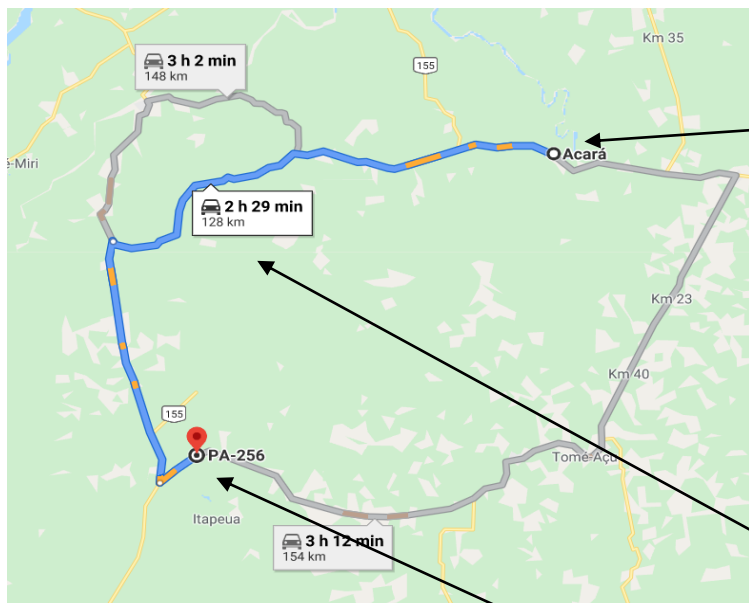 Km 35
3 h 2 min
148 km
155
Acará
é-Miri
2 h 29 min
128 km
Km 23
Km 40
155
PA-256
Tomé-Açu
Itapeua
3 h 12 min
154 km